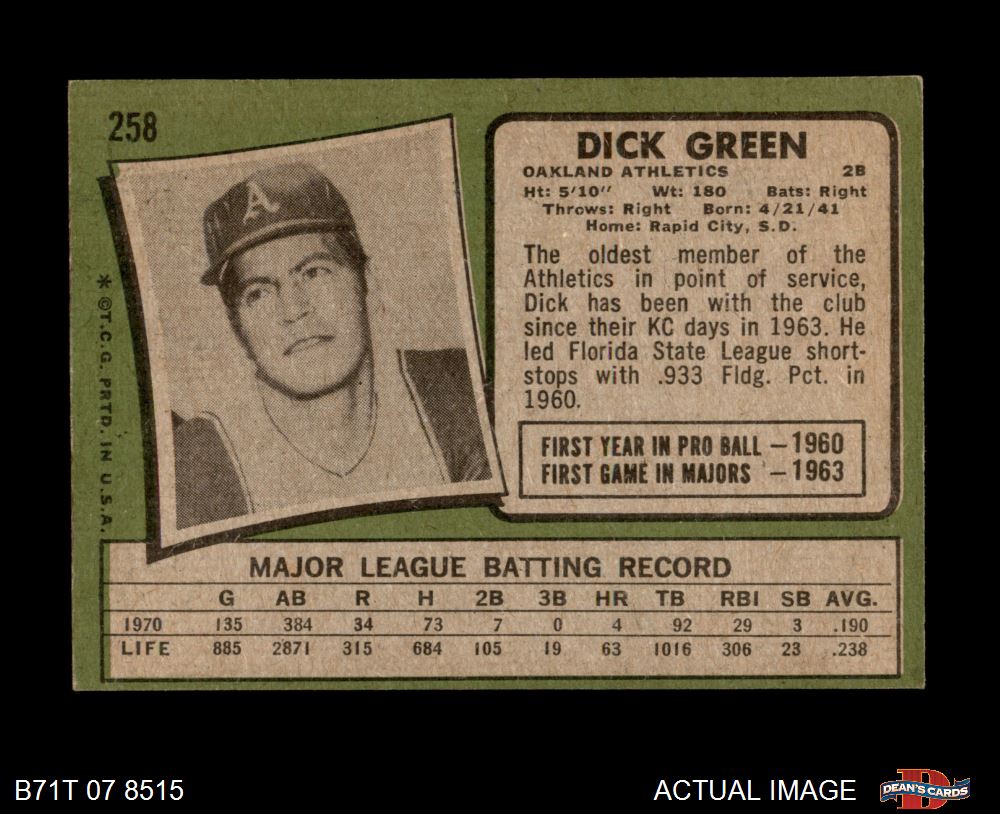 258
A
* ©T.C.G. PRTD. IN U.S.A.
DICK GREEN
OAKLAND ATHLETICS 2B
Ht: 5'10" Wt: 180 Bats: Right
Throws: Right Born: 4/21/41
Home: Rapid City, S.D.
The oldest member of the
Athletics in point of service,
Dick has been with the club
since their KC days in 1963. He
led Florida State League short-
stops with .933 Fldg. Pct. in
1960.
FIRST YEAR IN PRO BALL – 1960
FIRST GAME IN MAJORS – 1963
MAJOR LEAGUE BATTING RECORD
G AB R H 2B 3B HR TB RBI SB AVG.
1970 135 384 34 73 7 0 4 92 29 3 .190
LIFE 885 2871 315 684 105 19 63 1016 306 23 .238
B71T 07 8515
ACTUAL IMAGE
D DEAN'S CARDS